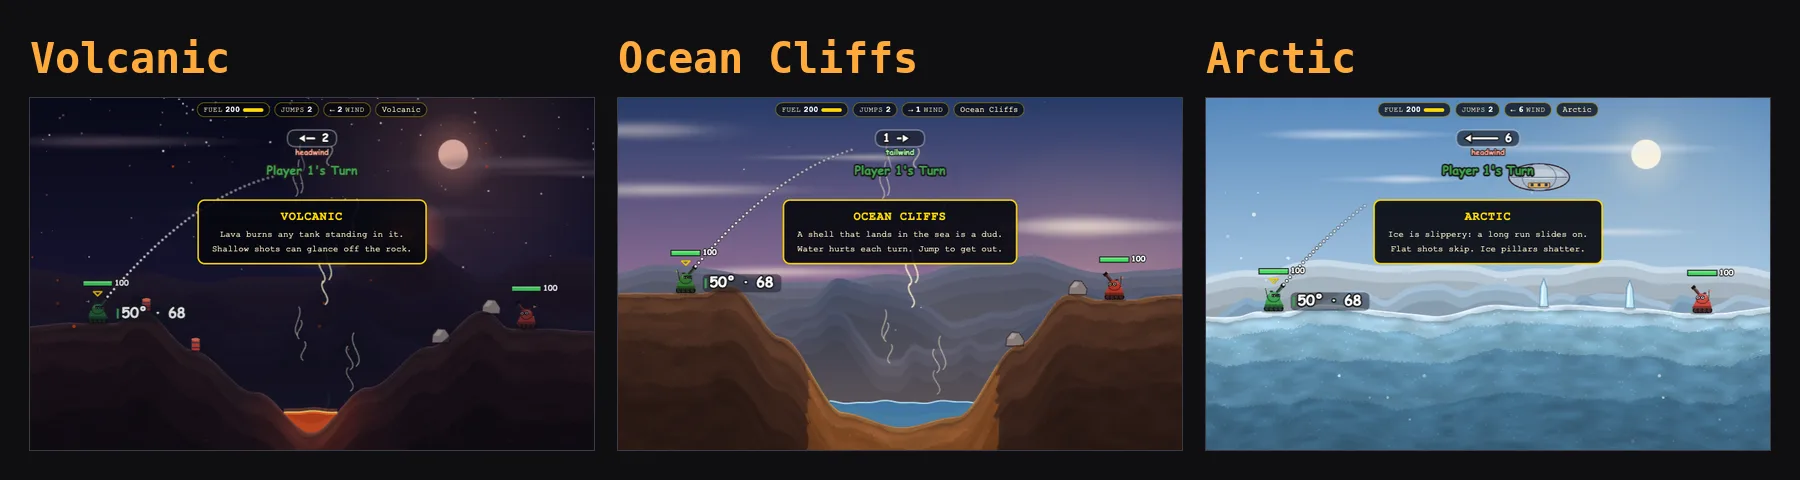 Volcanic
FUEL 200 JUMPS 2 ← 2 WIND Volcanic
← 2
headwind
Player 1's Turn
VOLCANIC
Lava burns any tank standing in it.
Shallow shots can glance off the rock.
100
100
50° · 68
Ocean Cliffs
FUEL 200 JUMPS 2 → 1 WIND Ocean Cliffs
1 →
tailwind
Player 1's Turn
OCEAN CLIFFS
A shell that lands in the sea is a dud.
Water hurts each turn. Jump to get out.
100
100
50° · 68
Arctic
FUEL 200 JUMPS 2 ← 6 WIND Arctic
← 6
headwind
Player 1's Turn
ARCTIC
Ice is slippery: a long run slides on.
Flat shots skip. Ice pillars shatter.
100
100
50° · 68